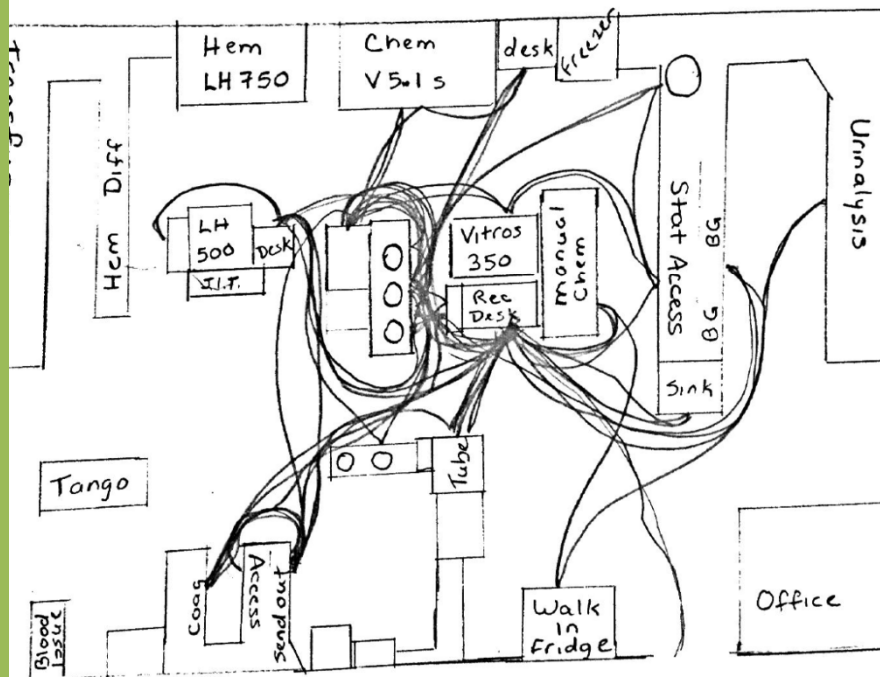 Hem
LH750
Chem
V5.1s
desk
Freezer
Hem Diff
LH
500
Desk
J.I.T.
Vitros
350
Rec
Desk
manual
Chem
Stat Access
BG
BG
Sink
Urinalysis
Tango
Tube
Coag
Access
Sendout
Blood
Issue
Walk
in
Fridge
Office